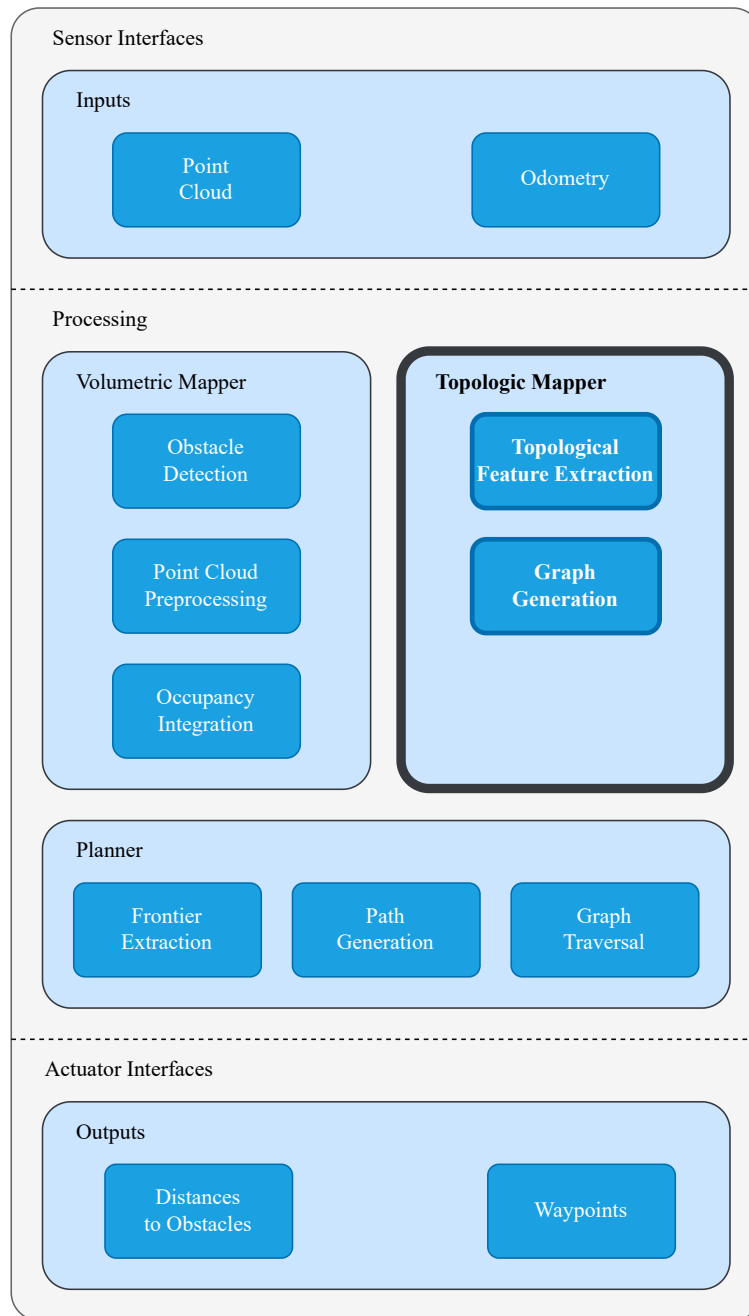 Sensor Interfaces
Inputs
Point
Cloud
Odometry
Processing
Volumetric Mapper
Obstacle
Detection
Point Cloud
Preprocessing
Occupancy
Integration
Topologic Mapper
Topological
Feature Extraction
Graph
Generation
Planner
Frontier
Extraction
Path
Generation
Graph
Traversal
Actuator Interfaces
Outputs
Distances
to Obstacles
Waypoints